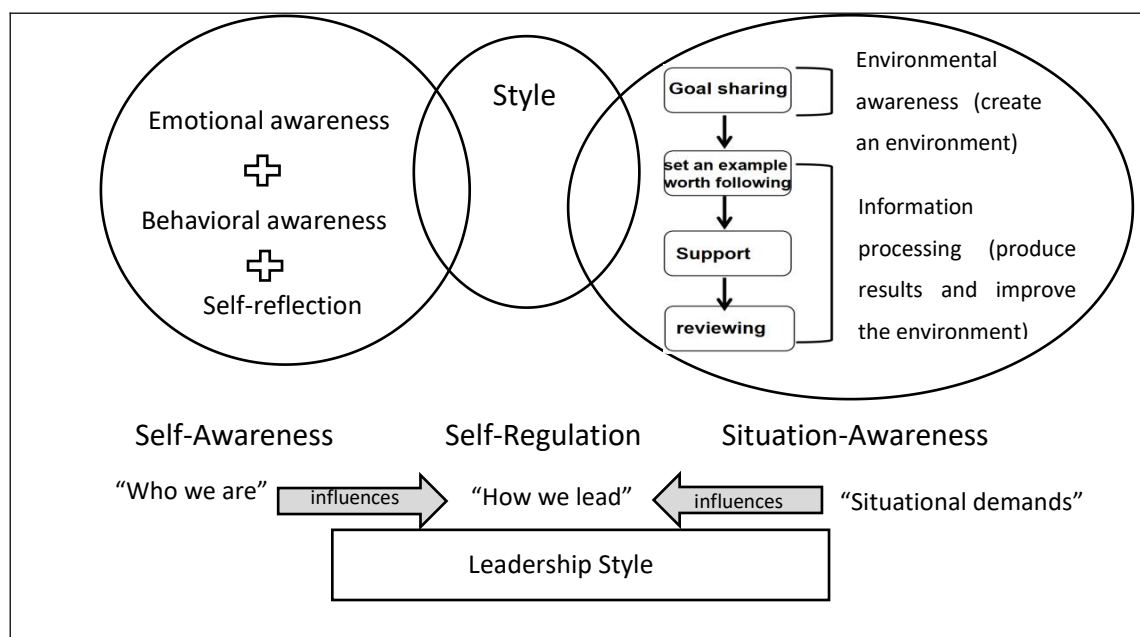 Emotional awareness
Behavioral awareness
Self-reflection
Style
Goal sharing
set an example
worth following
Support
reviewing
Environmental
awareness (create
an environment)
Information
processing (produce
results and improve
the environment)
Self-Awareness
Self-Regulation
Situation-Awareness
“Who we are”
influences
“How we lead”
influences
“Situational demands”
Leadership Style